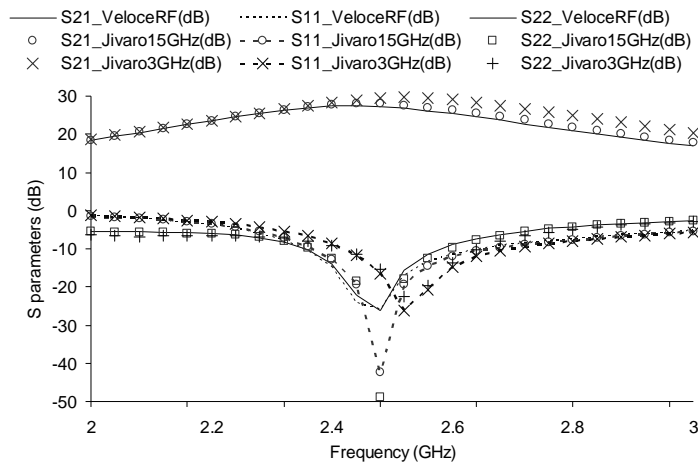 S21_VeloceRF(dB) S11_VeloceRF(dB) S22_VeloceRF(dB)
S21_Jivaro15GHz(dB) S11_Jivaro15GHz(dB) S22_Jivaro15GHz(dB)
S21_Jivaro3GHz(dB) S11_Jivaro3GHz(dB) S22_Jivaro3GHz(dB)
30
20
10
0
-10
-20
-30
-40
-50
S parameters (dB)
2 2.2 2.4 2.6 2.8 3
Frequency (GHz)